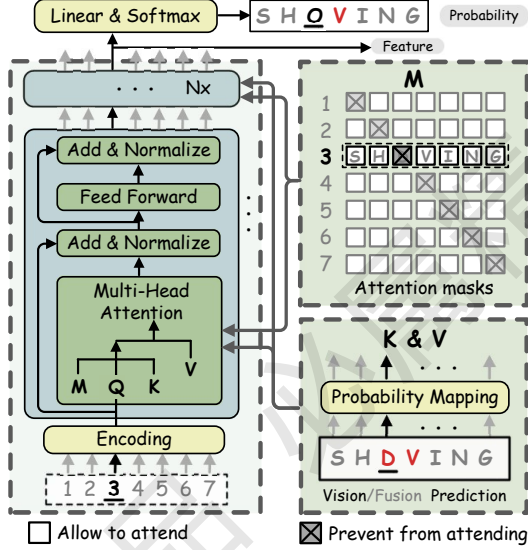 Linear & Softmax
S H O V I N G
Probability
Feature
· · · Nx
Add & Normalize
Feed Forward
Add & Normalize
Multi-Head
Attention
M Q K V
Encoding
1 2 3 4 5 6 7
M
1
2
3 S H V I N G
4
5
6
7
Attention masks
K & V
Probability Mapping
S H D V I N G
Vision/Fusion Prediction
Allow to attend
Prevent from attending